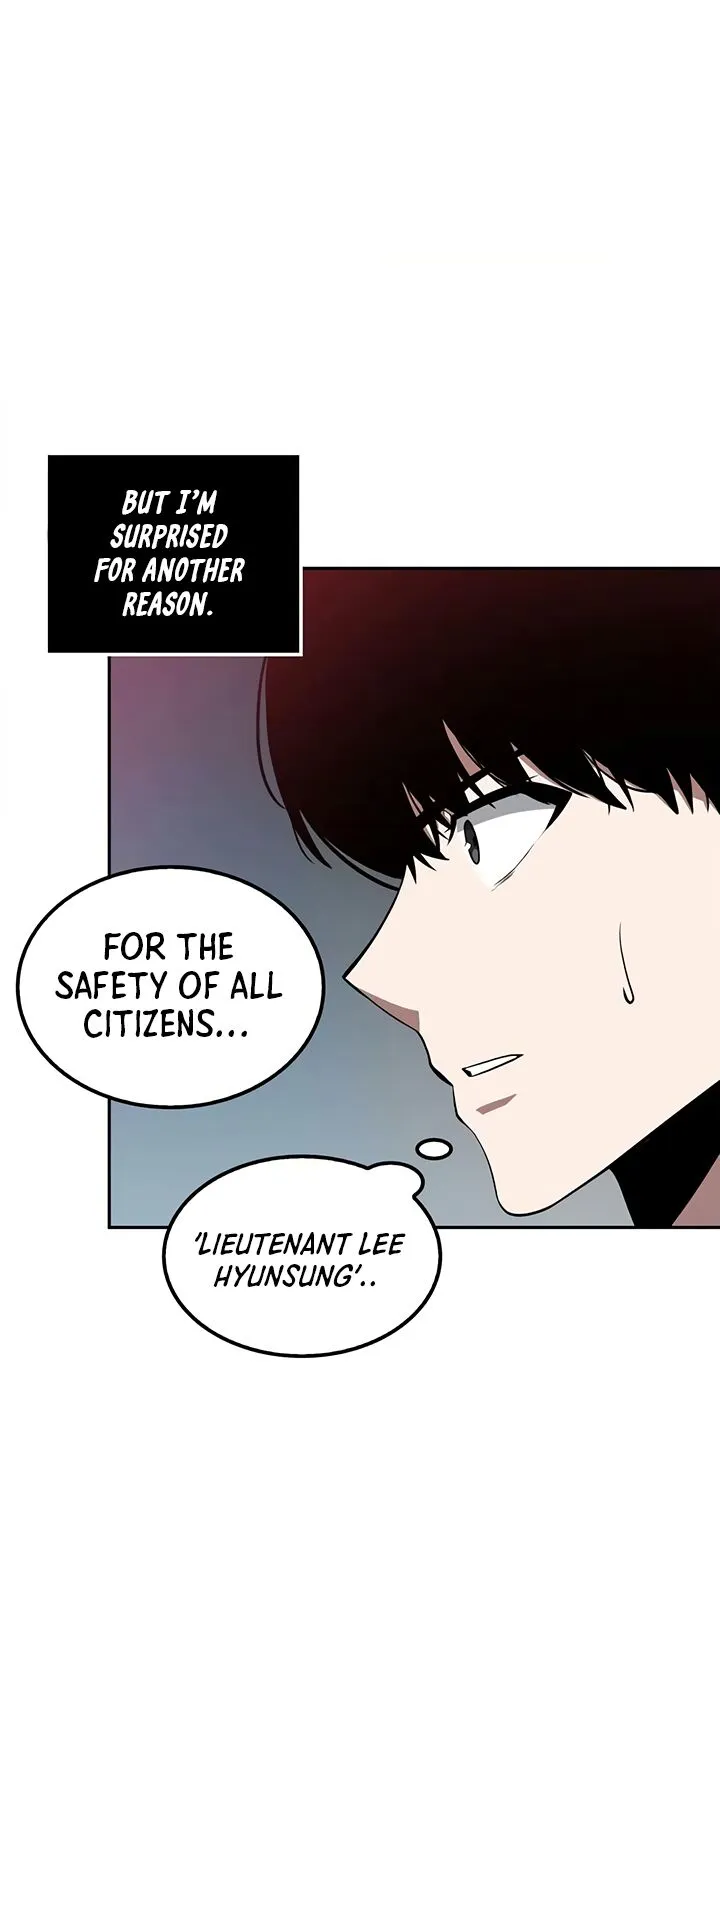 BUT I'M
SURPRISED
FOR ANOTHER
REASON.
FOR THE
SAFETY OF ALL
CITIZENS...
'LIEUTENANT LEE
HYUNSUNG'..